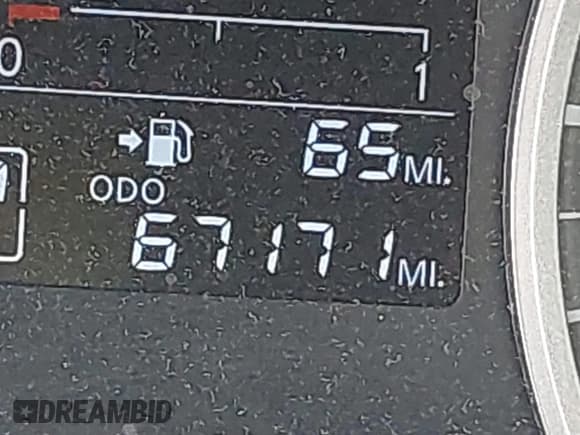 0 1
65 MI.
ODO
67171 MI.
DREAMBID